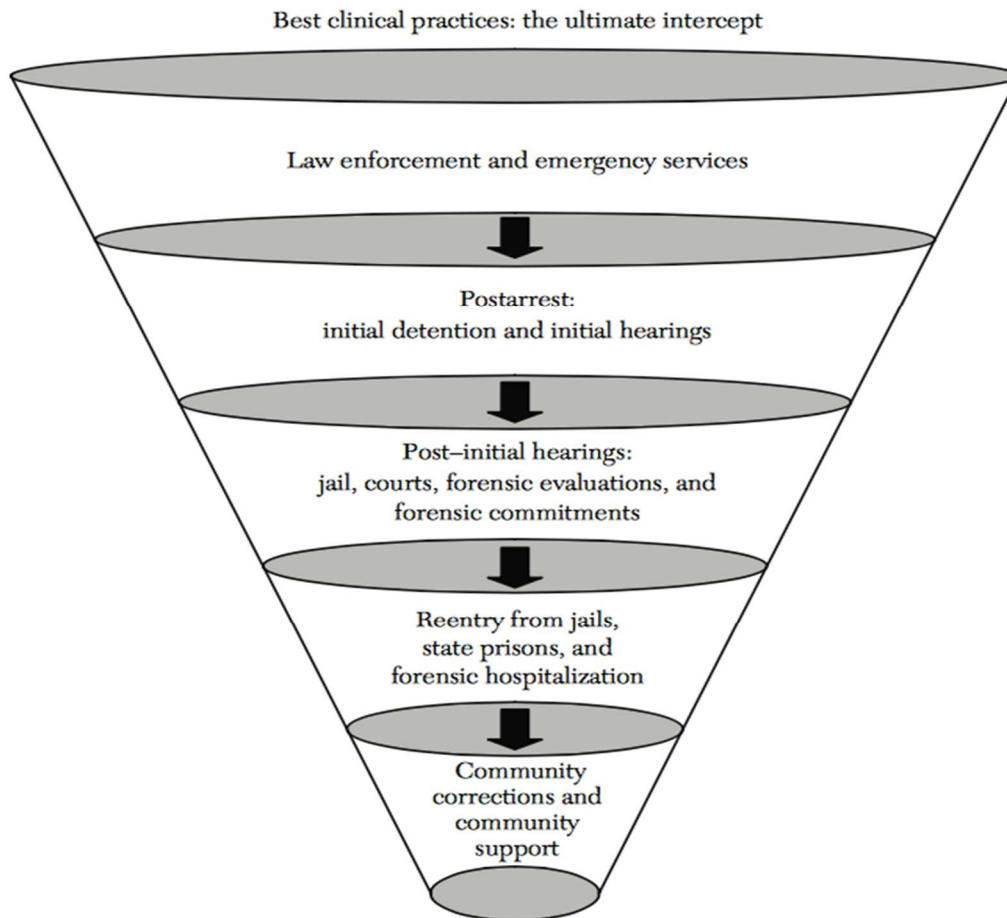 Best clinical practices: the ultimate intercept
Law enforcement and emergency services
Postarrest:
initial detention and initial hearings
Post–initial hearings:
jail, courts, forensic evaluations, and
forensic commitments
Reentry from jails,
state prisons, and
forensic hospitalization
Community
corrections and
community
support